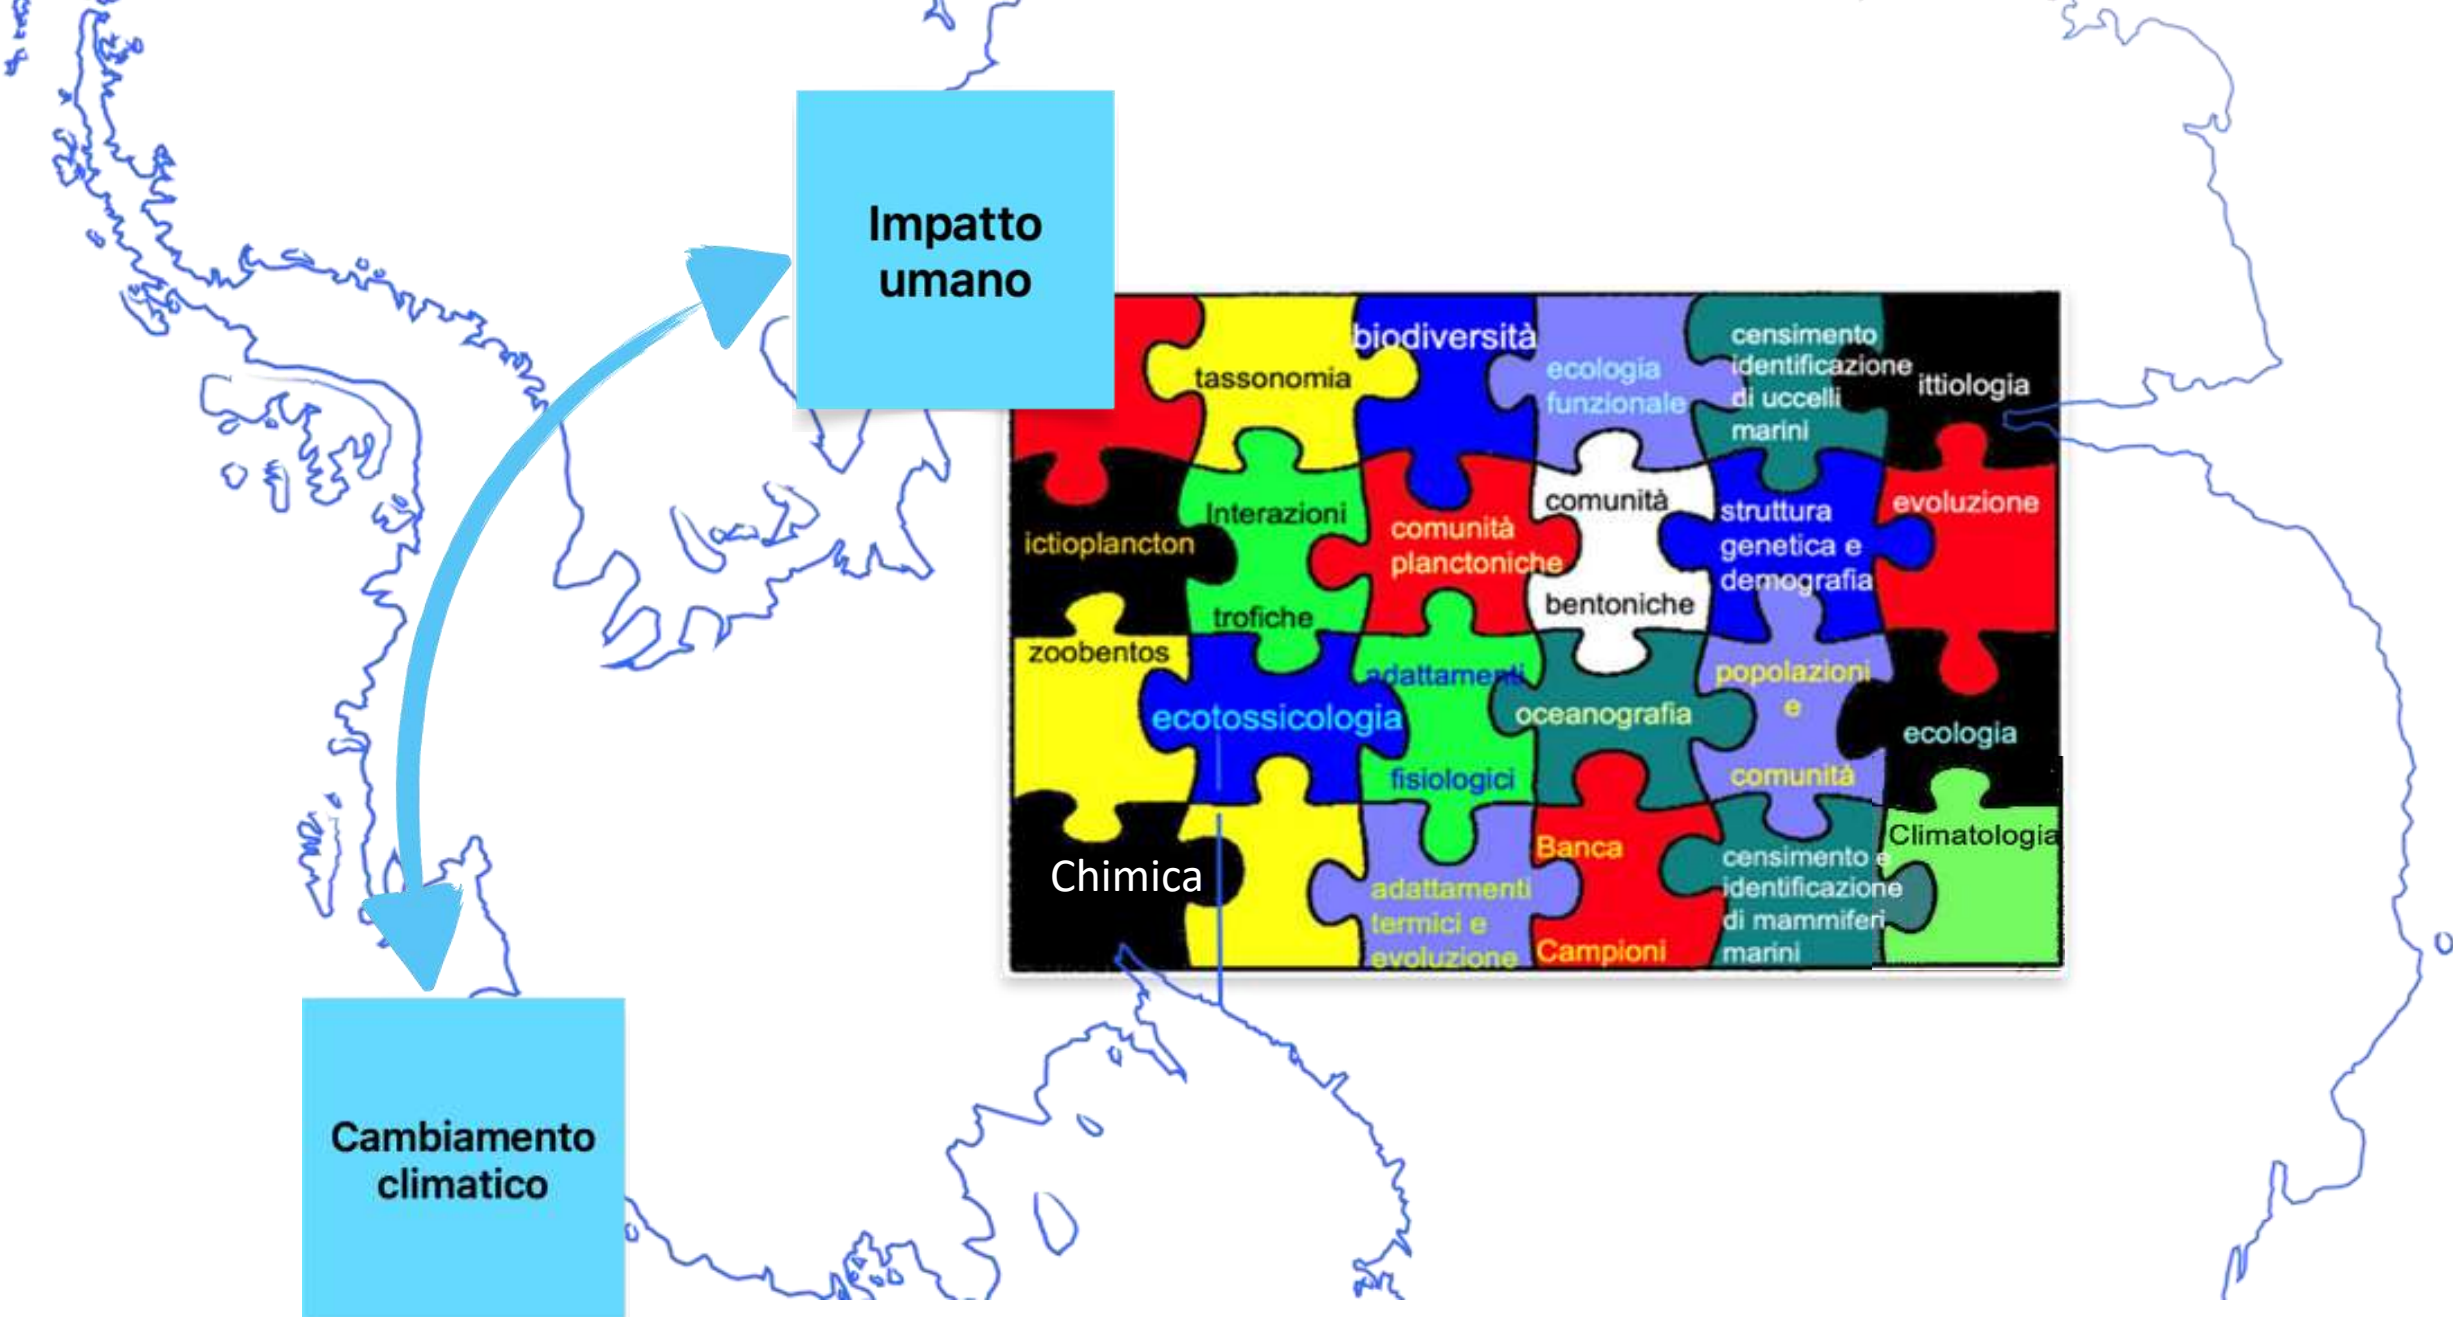 Impatto
umano
tassonomia
biodiversità
ecologia
funzionale
censimento
identificazione
di uccelli
marini
ittiologia
ictioplancton
Interazioni
trofiche
comunità
planctoniche
comunità
bentoniche
struttura
genetica e
demografia
evoluzione
zoobentos
ecotossicologia
adattamenti
fisiologici
oceanografia
popolazioni
e
comunità
ecologia
Chimica
adattamenti
termici e
evoluzione
Banca
Campioni
censimento e
identificazione
di mammiferi
marini
Climatologia
Cambiamento
climatico